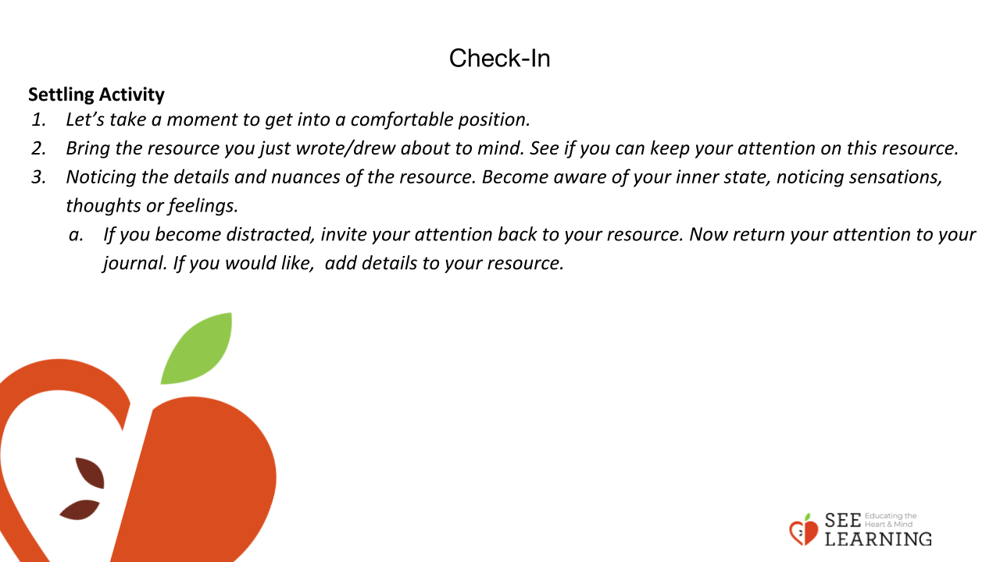 Check-In
Settling Activity
1. Let’s take a moment to get into a comfortable position.
2. Bring the resource you just wrote/drew about to mind. See if you can keep your attention on this resource.
3. Noticing the details and nuances of the resource. Become aware of your inner state, noticing sensations,
thoughts or feelings.
a. If you become distracted, invite your attention back to your resource. Now return your attention to your
journal. If you would like,  add details to your resource.
SEE Educating the
Heart & Mind
LEARNING